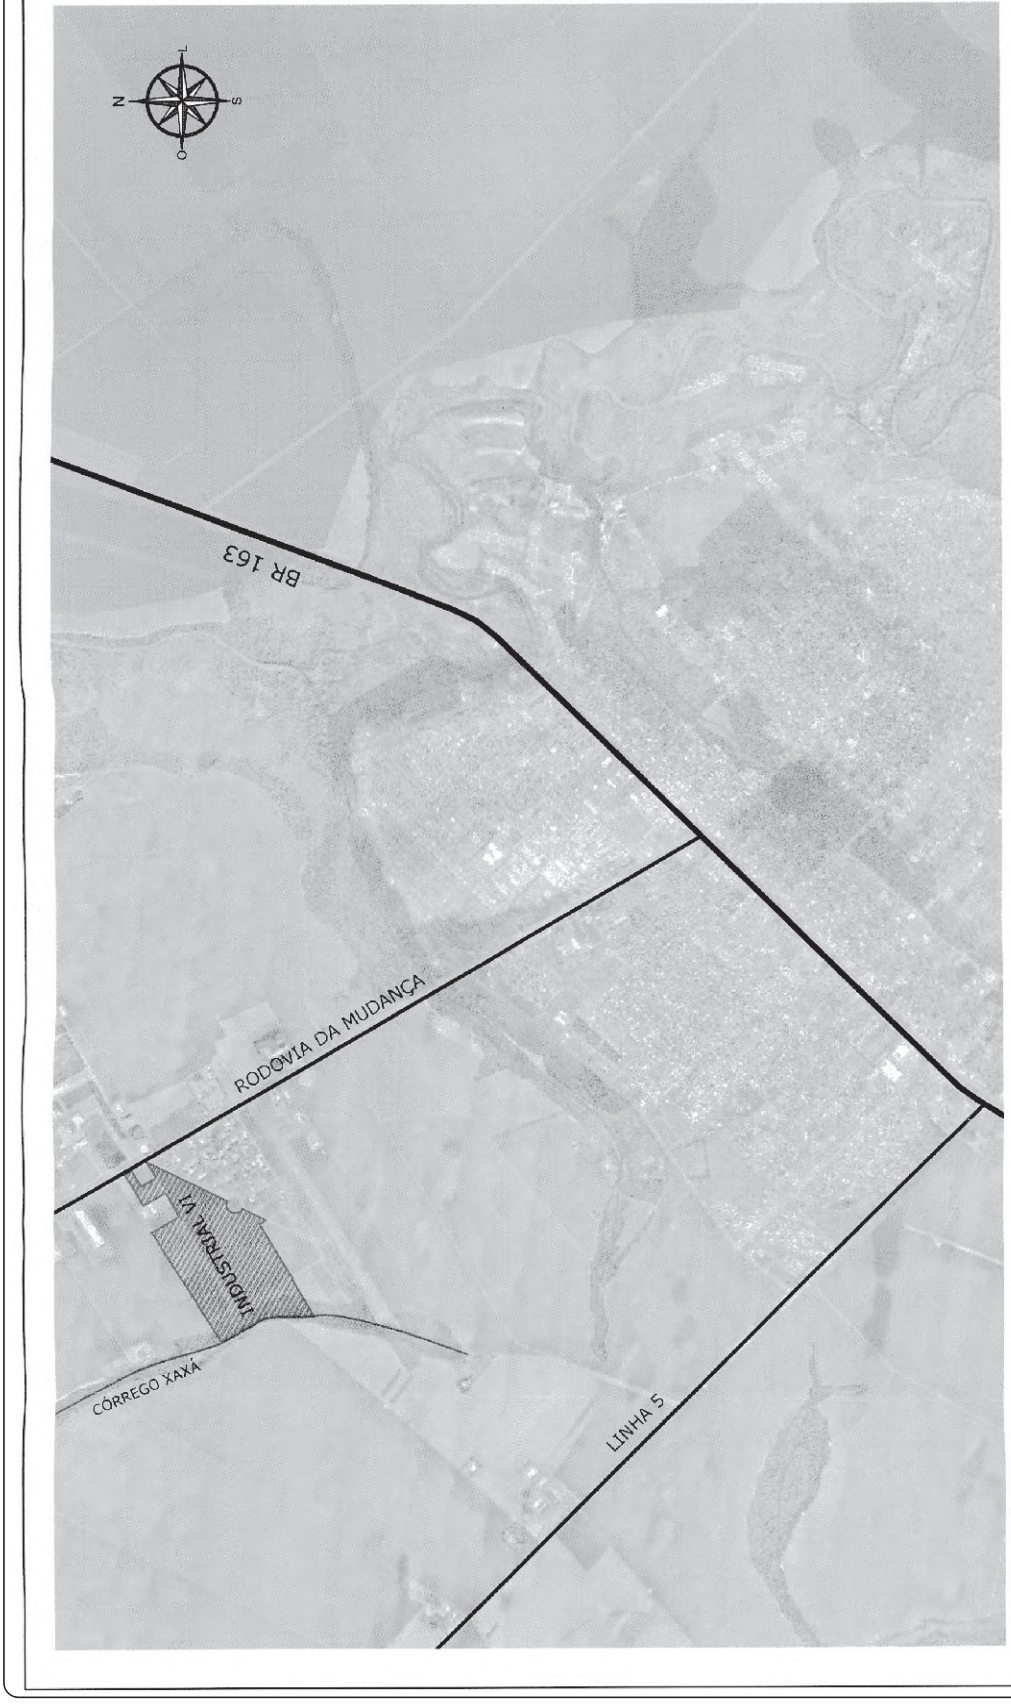 N
L
S
O
BR 163
RODOVIA DA MUDANÇA
INDUSTRIAL VI
CÓRREGO XAXÁ
LINHA 5